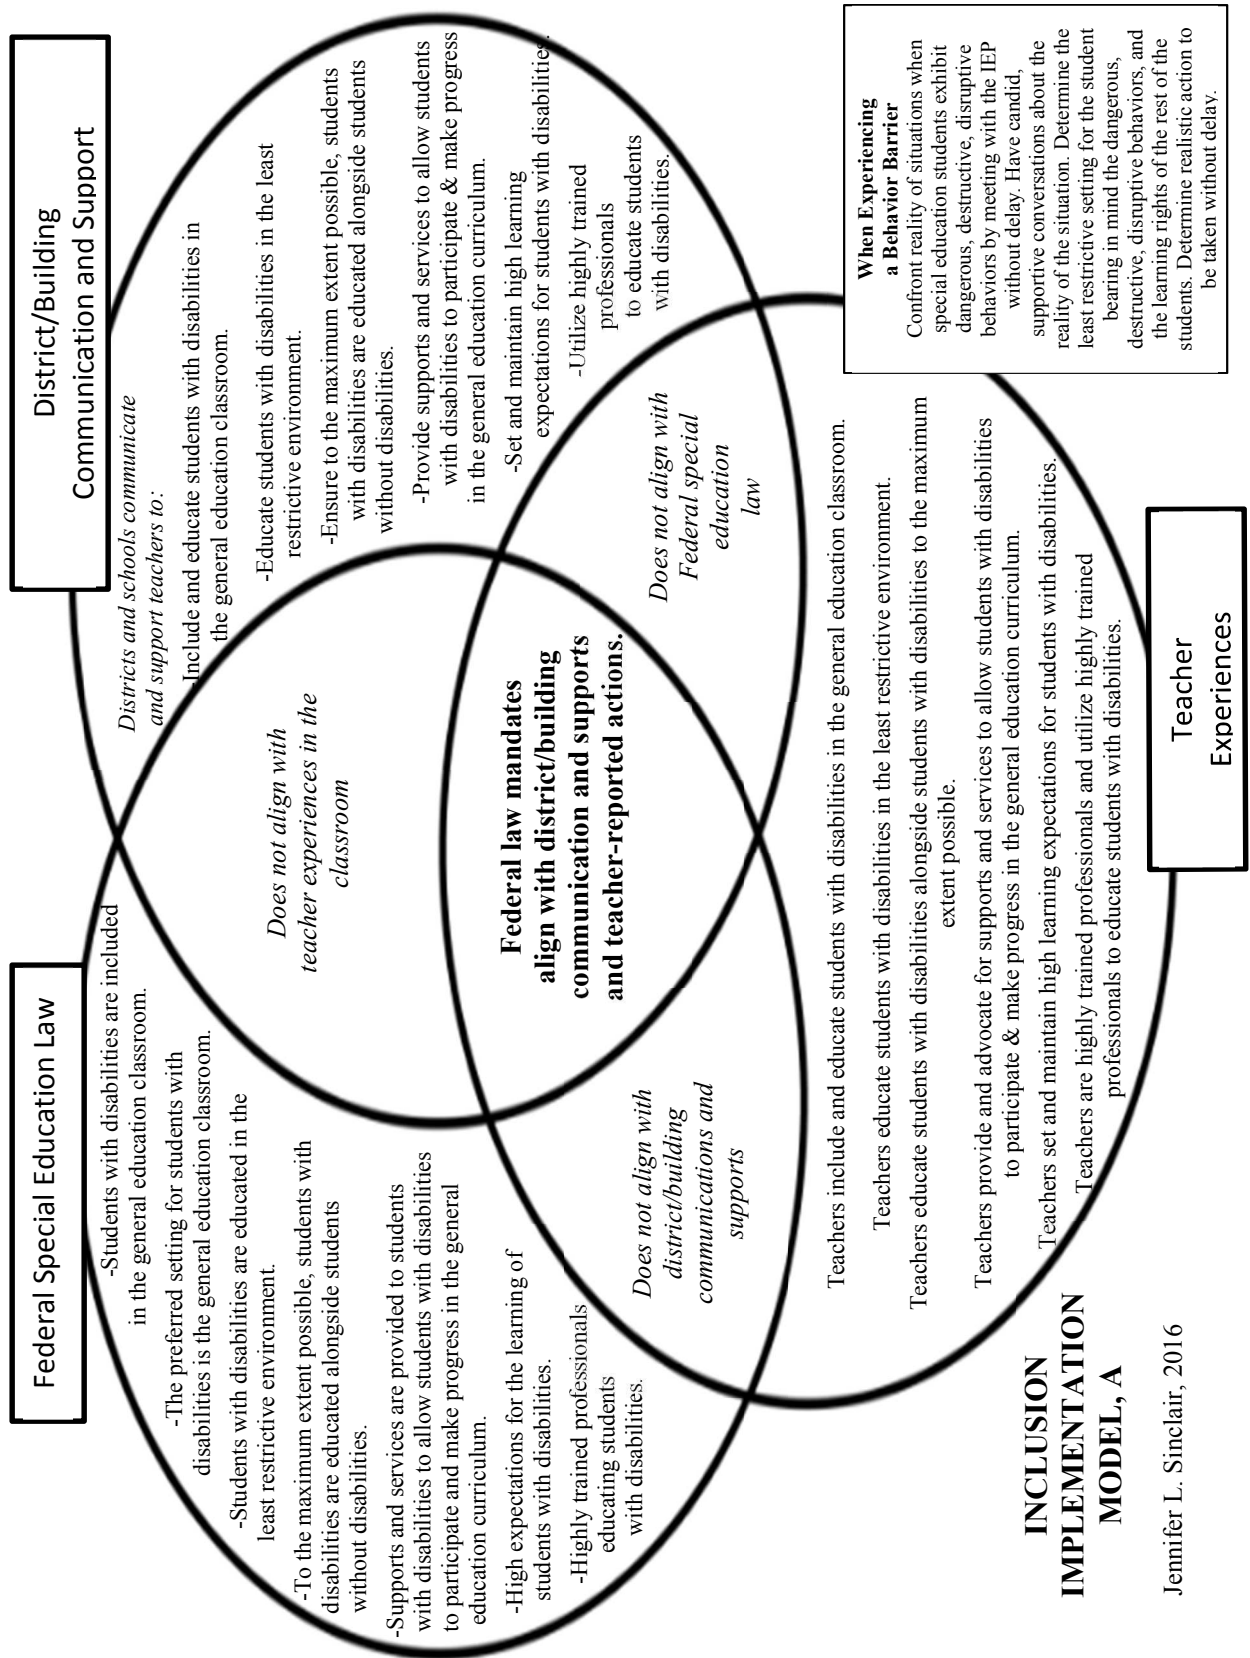 Federal Special Education Law
-Students with disabilities are included
in the general education classroom.
-The preferred setting for students with
disabilities is the general education classroom.
-Students with disabilities are educated in the
least restrictive environment.
-To the maximum extent possible, students with
disabilities are educated alongside students
without disabilities.
-Supports and services are provided to students
with disabilities to allow students with disabilities
to participate and make progress in the general
education curriculum.
-High expectations for the learning of
students with disabilities.
-Highly trained professionals
educating students
with disabilities.
District/Building
Communication and Support
Districts and schools communicate
and support teachers to:
-Include and educate students with disabilities in
the general education classroom.
-Educate students with disabilities in the least
restrictive environment.
-Ensure to the maximum extent possible, students
with disabilities are educated alongside students
without disabilities.
-Provide supports and services to allow students
with disabilities to participate & make progress
in the general education curriculum.
-Set and maintain high learning
expectations for students with disabilities.
-Utilize highly trained
professionals
to educate students
with disabilities.
Does not align with
teacher experiences in the
classroom
Federal law mandates
align with district/building
communication and supports
and teacher-reported actions.
Does not align with
district/building
communications and
supports
Does not align with
Federal special
education
law
Teachers include and educate students with disabilities in the general education classroom.
Teachers educate students with disabilities in the least restrictive environment.
Teachers educate students with disabilities alongside students with disabilities to the maximum
extent possible.
Teachers provide and advocate for supports and services to allow students with disabilities
to participate & make progress in the general education curriculum.
Teachers set and maintain high learning expectations for students with disabilities.
Teachers are highly trained professionals and utilize highly trained
professionals to educate students with disabilities.
Teacher
Experiences
When Experiencing
a Behavior Barrier
Confront reality of situations when
special education students exhibit
dangerous, destructive, disruptive
behaviors by meeting with the IEP
without delay. Have candid,
supportive conversations about the
reality of the situation. Determine the
least restrictive setting for the student
bearing in mind the dangerous,
destructive, disruptive behaviors, and
the learning rights of the rest of the
students. Determine realistic action to
be taken without delay.
INCLUSION
IMPLEMENTATION
MODEL, A
Jennifer L. Sinclair, 2016